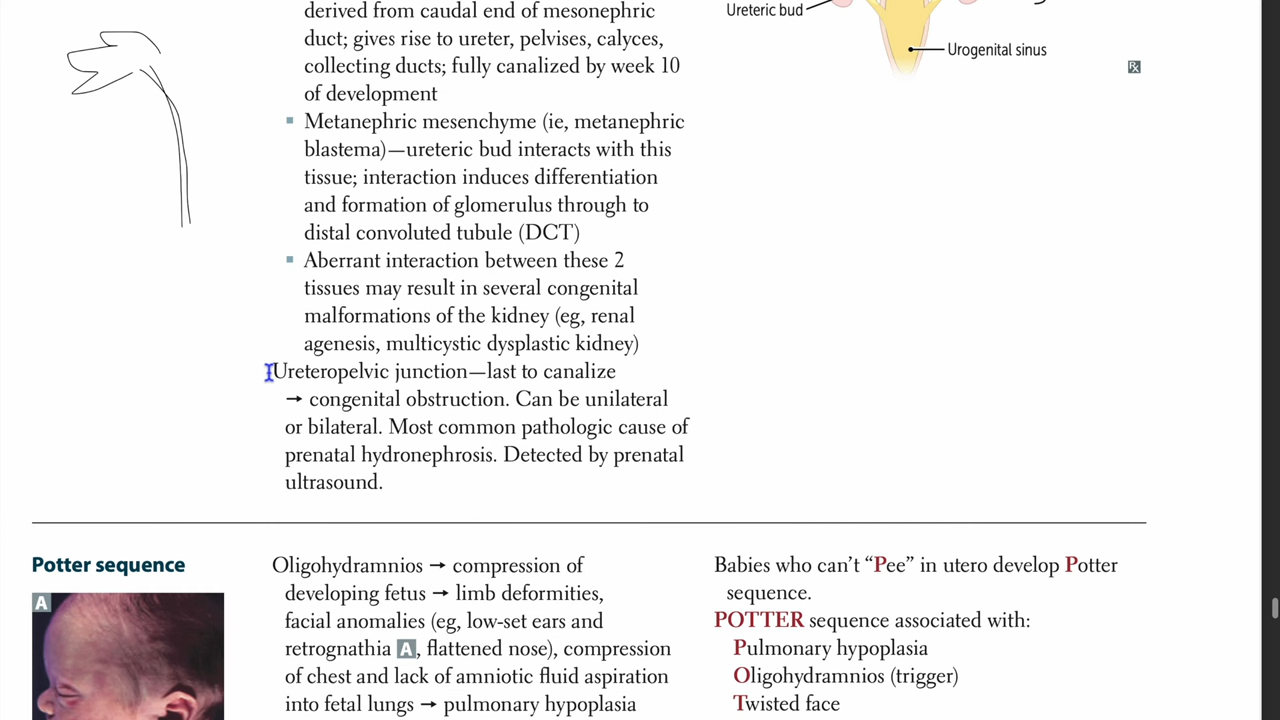 derived from caudal end of mesonephric
duct; gives rise to ureter, pelvises, calyces,
collecting ducts; fully canalized by week 10
of development
▪ Metanephric mesenchyme (ie, metanephric
blastema)—ureteric bud interacts with this
tissue; interaction induces differentiation
and formation of glomerulus through to
distal convoluted tubule (DCT)
▪ Aberrant interaction between these 2
tissues may result in several congenital
malformations of the kidney (eg, renal
agenesis, multicystic dysplastic kidney)
Ureteropelvic junction—last to canalize
→ congenital obstruction. Can be unilateral
or bilateral. Most common pathologic cause of
prenatal hydronephrosis. Detected by prenatal
ultrasound.
Ureteric bud
Urogenital sinus
Rx
Potter sequence
A
Oligohydramnios → compression of
developing fetus → limb deformities,
facial anomalies (eg, low-set ears and
retrognathia A, flattened nose), compression
of chest and lack of amniotic fluid aspiration
into fetal lungs → pulmonary hypoplasia
Babies who can't “Pee” in utero develop Potter
sequence.
POTTER sequence associated with:
Pulmonary hypoplasia
Oligohydramnios (trigger)
Twisted face